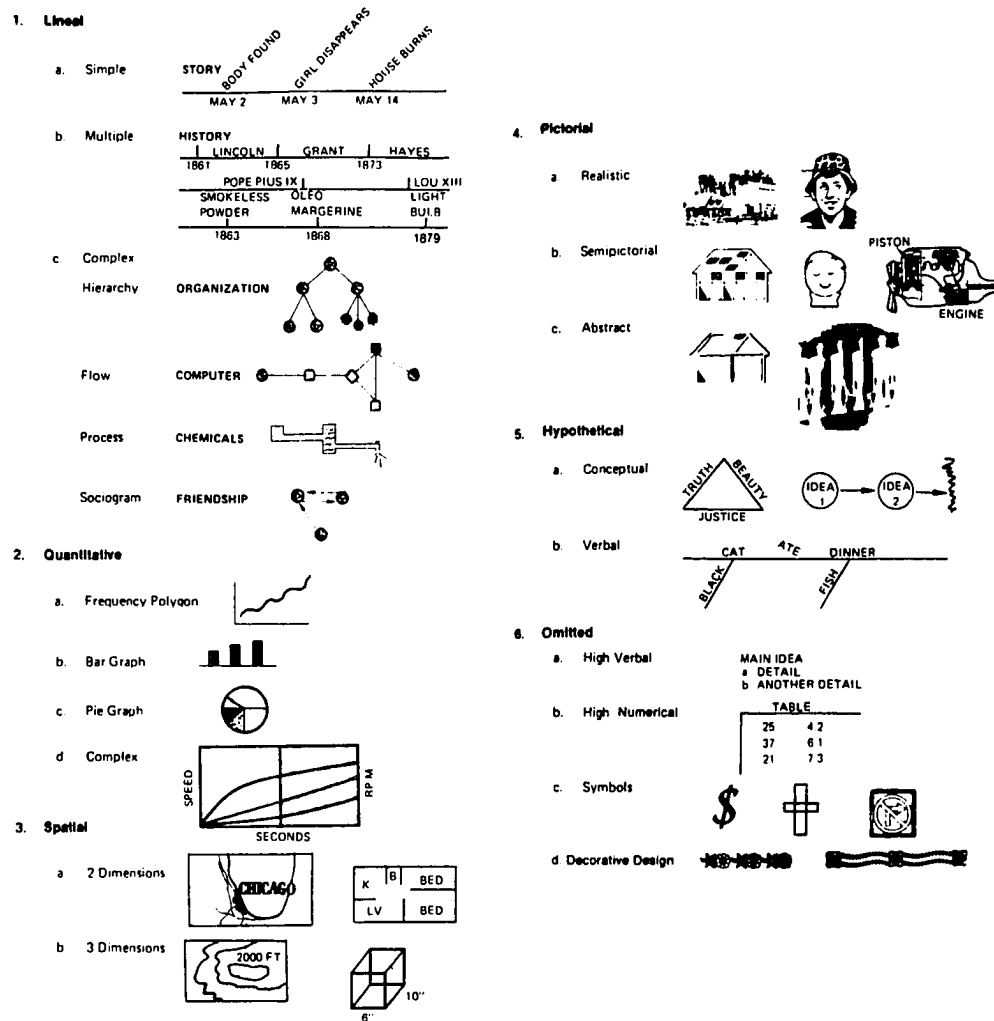 1. Lineal
a. Simple STORY BODY FOUND GIRL DISAPPEARS HOUSE BURNS
MAY 2 MAY 3 MAY 14
b. Multiple HISTORY
LINCOLN GRANT HAYES
1861 1865 1873
POPE PIUS IX LOU XIII
SMOKELESS OLEO LIGHT
POWDER MARGERINE BULB
1863 1868 1879
c. Complex
Hierarchy ORGANIZATION
Flow COMPUTER
Process CHEMICALS
Sociogram FRIENDSHIP
2. Quantitative
a. Frequency Polygon
b. Bar Graph
c. Pie Graph
d Complex
SPEED
RPM
SECONDS
3. Spatial
a 2 Dimensions
CHICAGO
K B BED
LV BED
b 3 Dimensions
2000 FT
10"
6"
4. Pictorial
a. Realistic
b. Semipictorial
PISTON
ENGINE
c. Abstract
5. Hypothetical
a. Conceptual
TRUTH BEAUTY
JUSTICE
IDEA 1
IDEA 2
b. Verbal
CAT ATE DINNER
BLACK FISH
6. Omitted
a. High Verbal MAIN IDEA
a DETAIL
b ANOTHER DETAIL
b. High Numerical TABLE
25 4.2
37 6 1
21 7 3
c. Symbols
$
P
d. Decorative Design